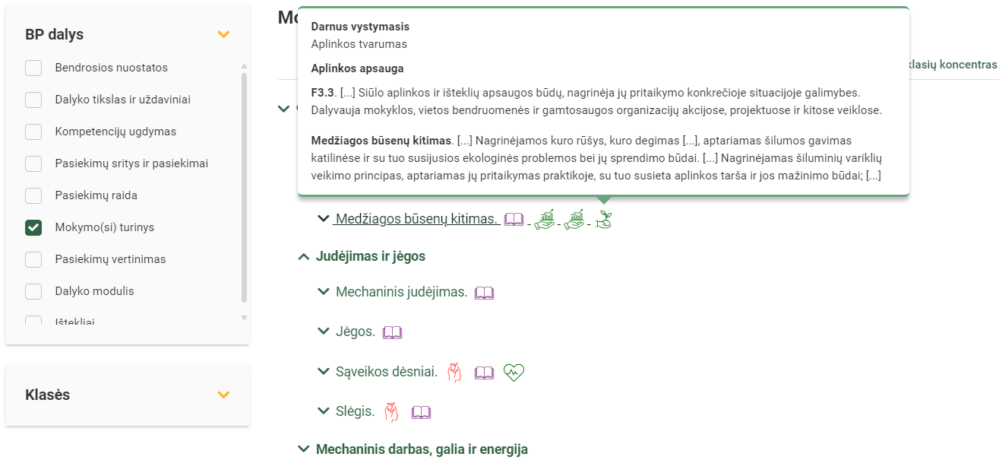 BP dalys
Bendrosios nuostatos
Dalyko tikslas ir uždaviniai
Kompetencijų ugdymas
Pasiekimų sritys ir pasiekimai
Pasiekimų raida
Mokymo(si) turinys
Pasiekimų vertinimas
Dalyko modulis
Ištekliai
Klasės
Mo
klasių koncentras
Darnus vystymasis
Aplinkos tvarumas
Aplinkos apsauga
F3.3. [...] Siūlo aplinkos ir išteklių apsaugos būdų, nagrinėja jų pritaikymo konkrečioje situacijoje galimybes.
Dalyvauja mokyklos, vietos bendruomenės ir gamtosaugos organizacijų akcijose, projektuose ir kitose veiklose.
Medžiagos būsenų kitimas. [...] Nagrinėjamos kuro rūšys, kuro degimas [...], aptariamas šilumos gavimas
katilinėse ir su tuo susijusios ekologinės problemos bei jų sprendimo būdai. [...] Nagrinėjamas šiluminių variklių
veikimo principas, aptariamas jų pritaikymas praktikoje, su tuo susieta aplinkos tarša ir jos mažinimo būdai; [...]
Medžiagos būsenų kitimas.
Judėjimas ir jėgos
Mechaninis judėjimas.
Jėgos.
Sąveikos dėsniai.
Slėgis.
Mechaninis darbas, galia ir energija